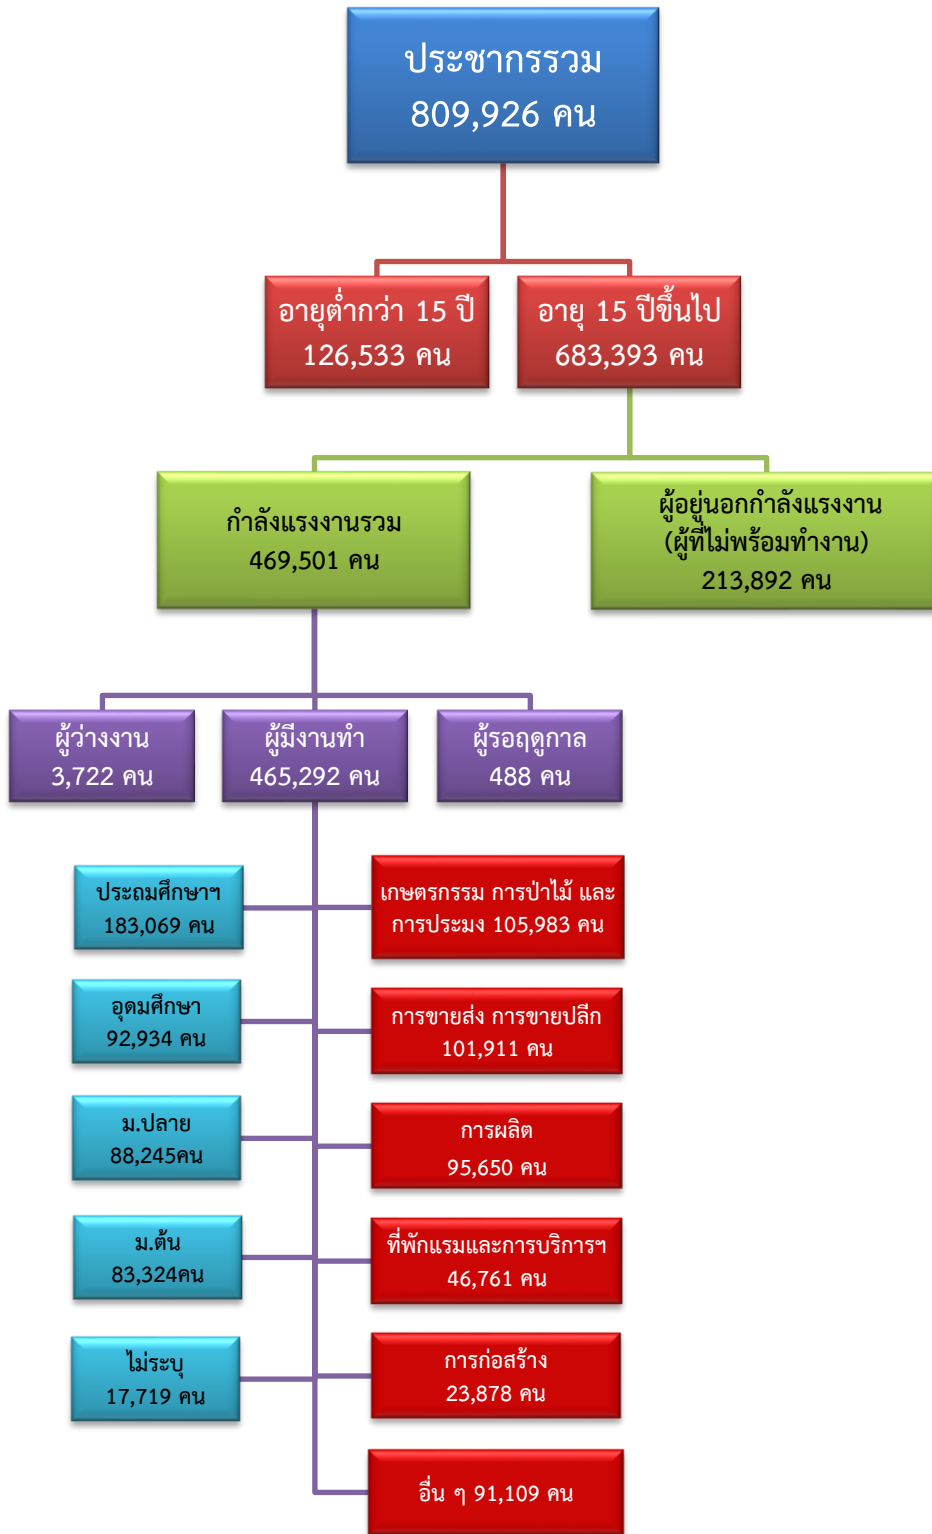 ประชากรรวม
809,926 คน
อายุต่ำกว่า 15 ปี
126,533 คน
อายุ 15 ปีขึ้นไป
683,393 คน
กำลังแรงงานรวม
469,501 คน
ผู้อยู่นอกกำลังแรงงาน
(ผู้ที่ไม่พร้อมทำงาน)
213,892 คน
ผู้ว่างงาน
3,722 คน
ผู้มีงานทำ
465,292 คน
ผู้รอฤดูกาล
488 คน
ประถมศึกษาฯ
183,069 คน
เกษตรกรรม การป่าไม้ และ
การประมง 105,983 คน
อุดมศึกษา
92,934 คน
การขายส่ง การขายปลีก
101,911 คน
ม.ปลาย
88,245คน
การผลิต
95,650 คน
ม.ต้น
83,324คน
ที่พักแรมและการบริการฯ
46,761 คน
ไม่ระบุ
17,719 คน
การก่อสร้าง
23,878 คน
อื่น ๆ 91,109 คน